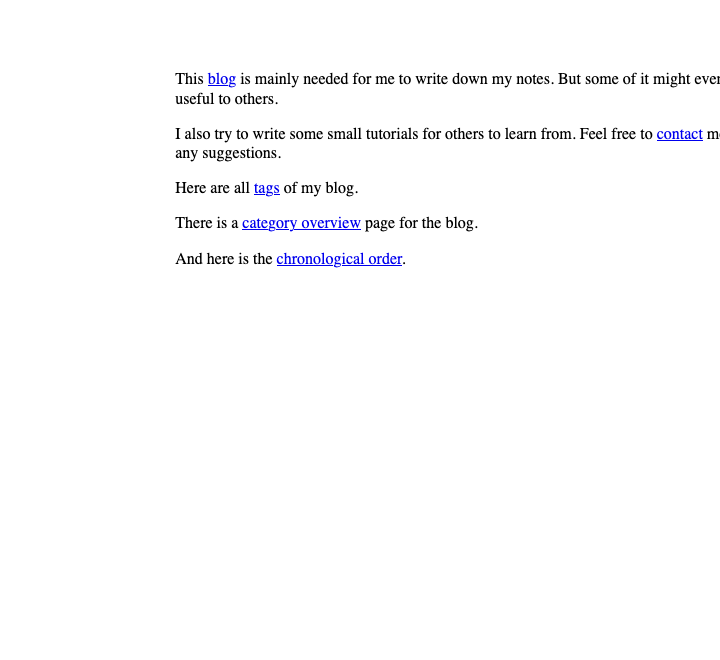 This blog is mainly needed for me to write down my notes. But some of it might
useful to others.
I also try to write some small tutorials for others to learn from. Feel free to contact
any suggestions.
Here are all tags of my blog.
There is a category overview page for the blog.
And here is the chronological order.